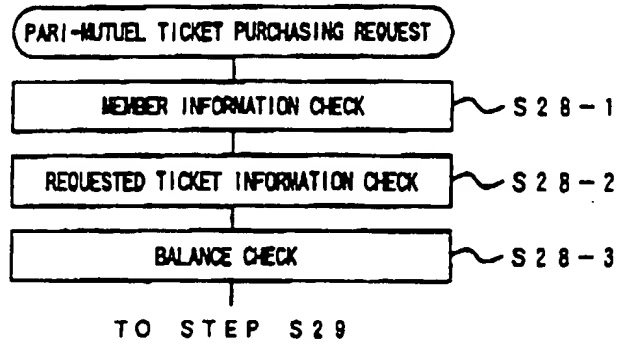 PARI-MUTUEL TICKET PURCHASING REQUEST
MEMBER INFORMATION CHECK
S28-1
REQUESTED TICKET INFORMATION CHECK
S28-2
BALANCE CHECK
S28-3
TO STEP S29